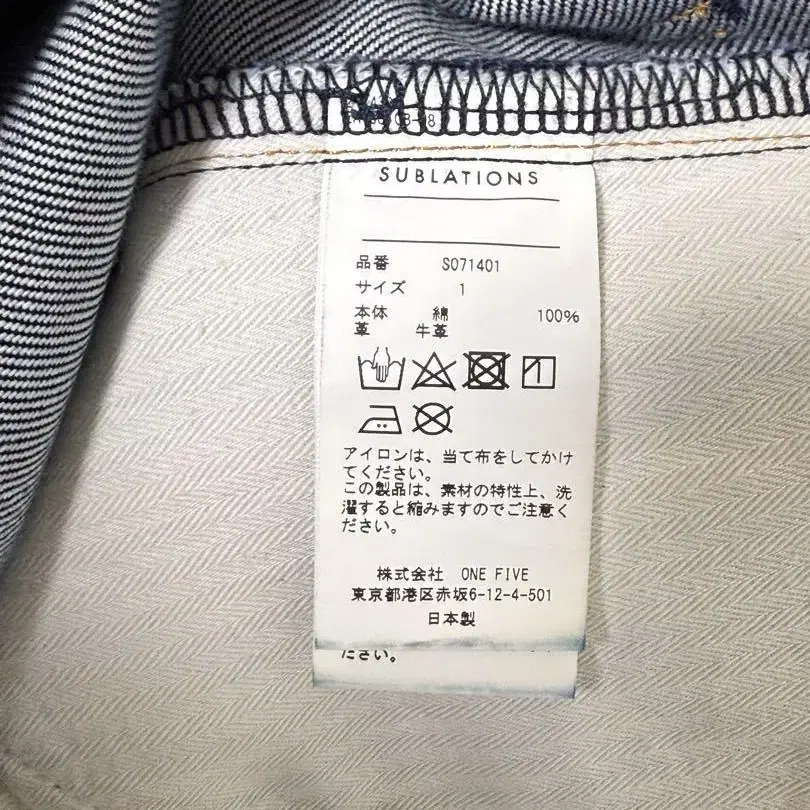 SUBLATIONS
品番 S071401
サイズ 1
本体 綿 100%
革 牛革
アイロンは、当て布をしてかけ
てください。
この製品は、素材の特性上、洗
濯すると縮みますのでご注意く
ださい。
株式会社 ONE FIVE
東京都港区赤坂6-12-4-501
日本製
ださい。